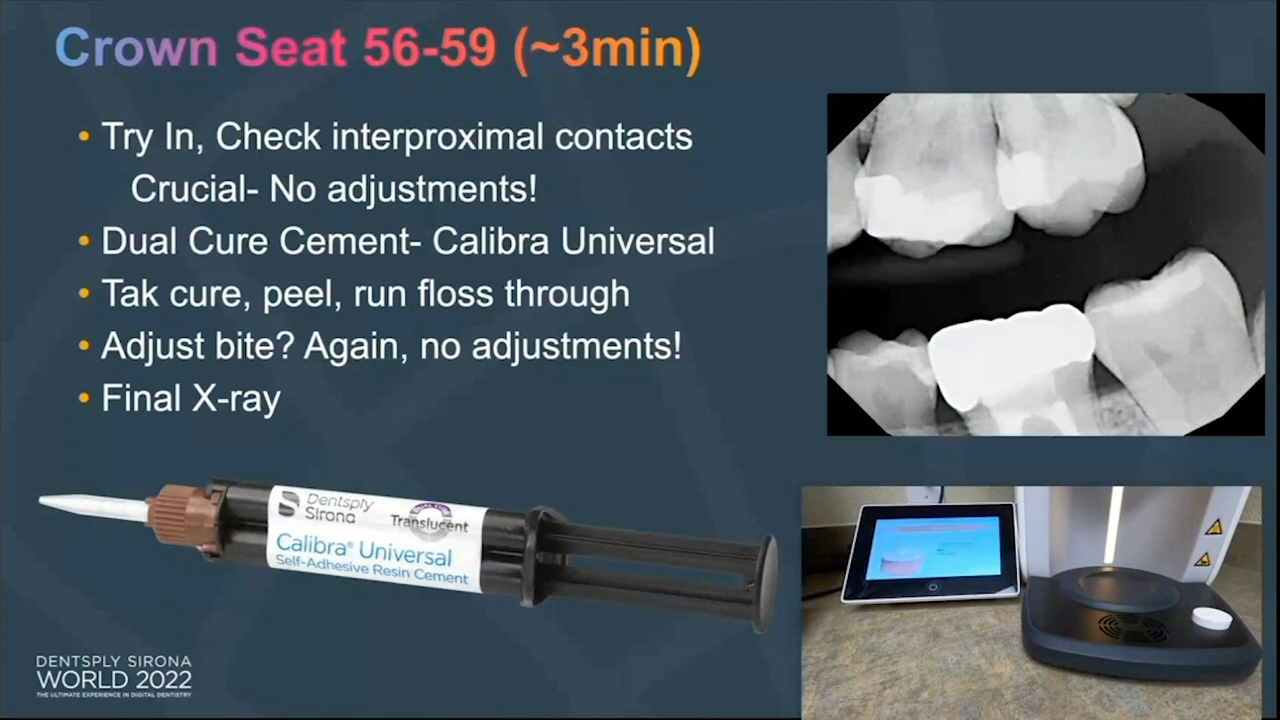 Crown Seat 56-59 (~3min)
• Try In, Check interproximal contacts
Crucial- No adjustments!
• Dual Cure Cement- Calibra Universal
• Tak cure, peel, run floss through
• Adjust bite? Again, no adjustments!
• Final X-ray
Dentsply
Sirona
DUAL CURE
Translucent
Calibra® Universal
Self-Adhesive Resin Cement
DENTSPLY SIRONA
WORLD 2022
THE ULTIMATE EXPERIENCE IN DIGITAL DENTISTRY